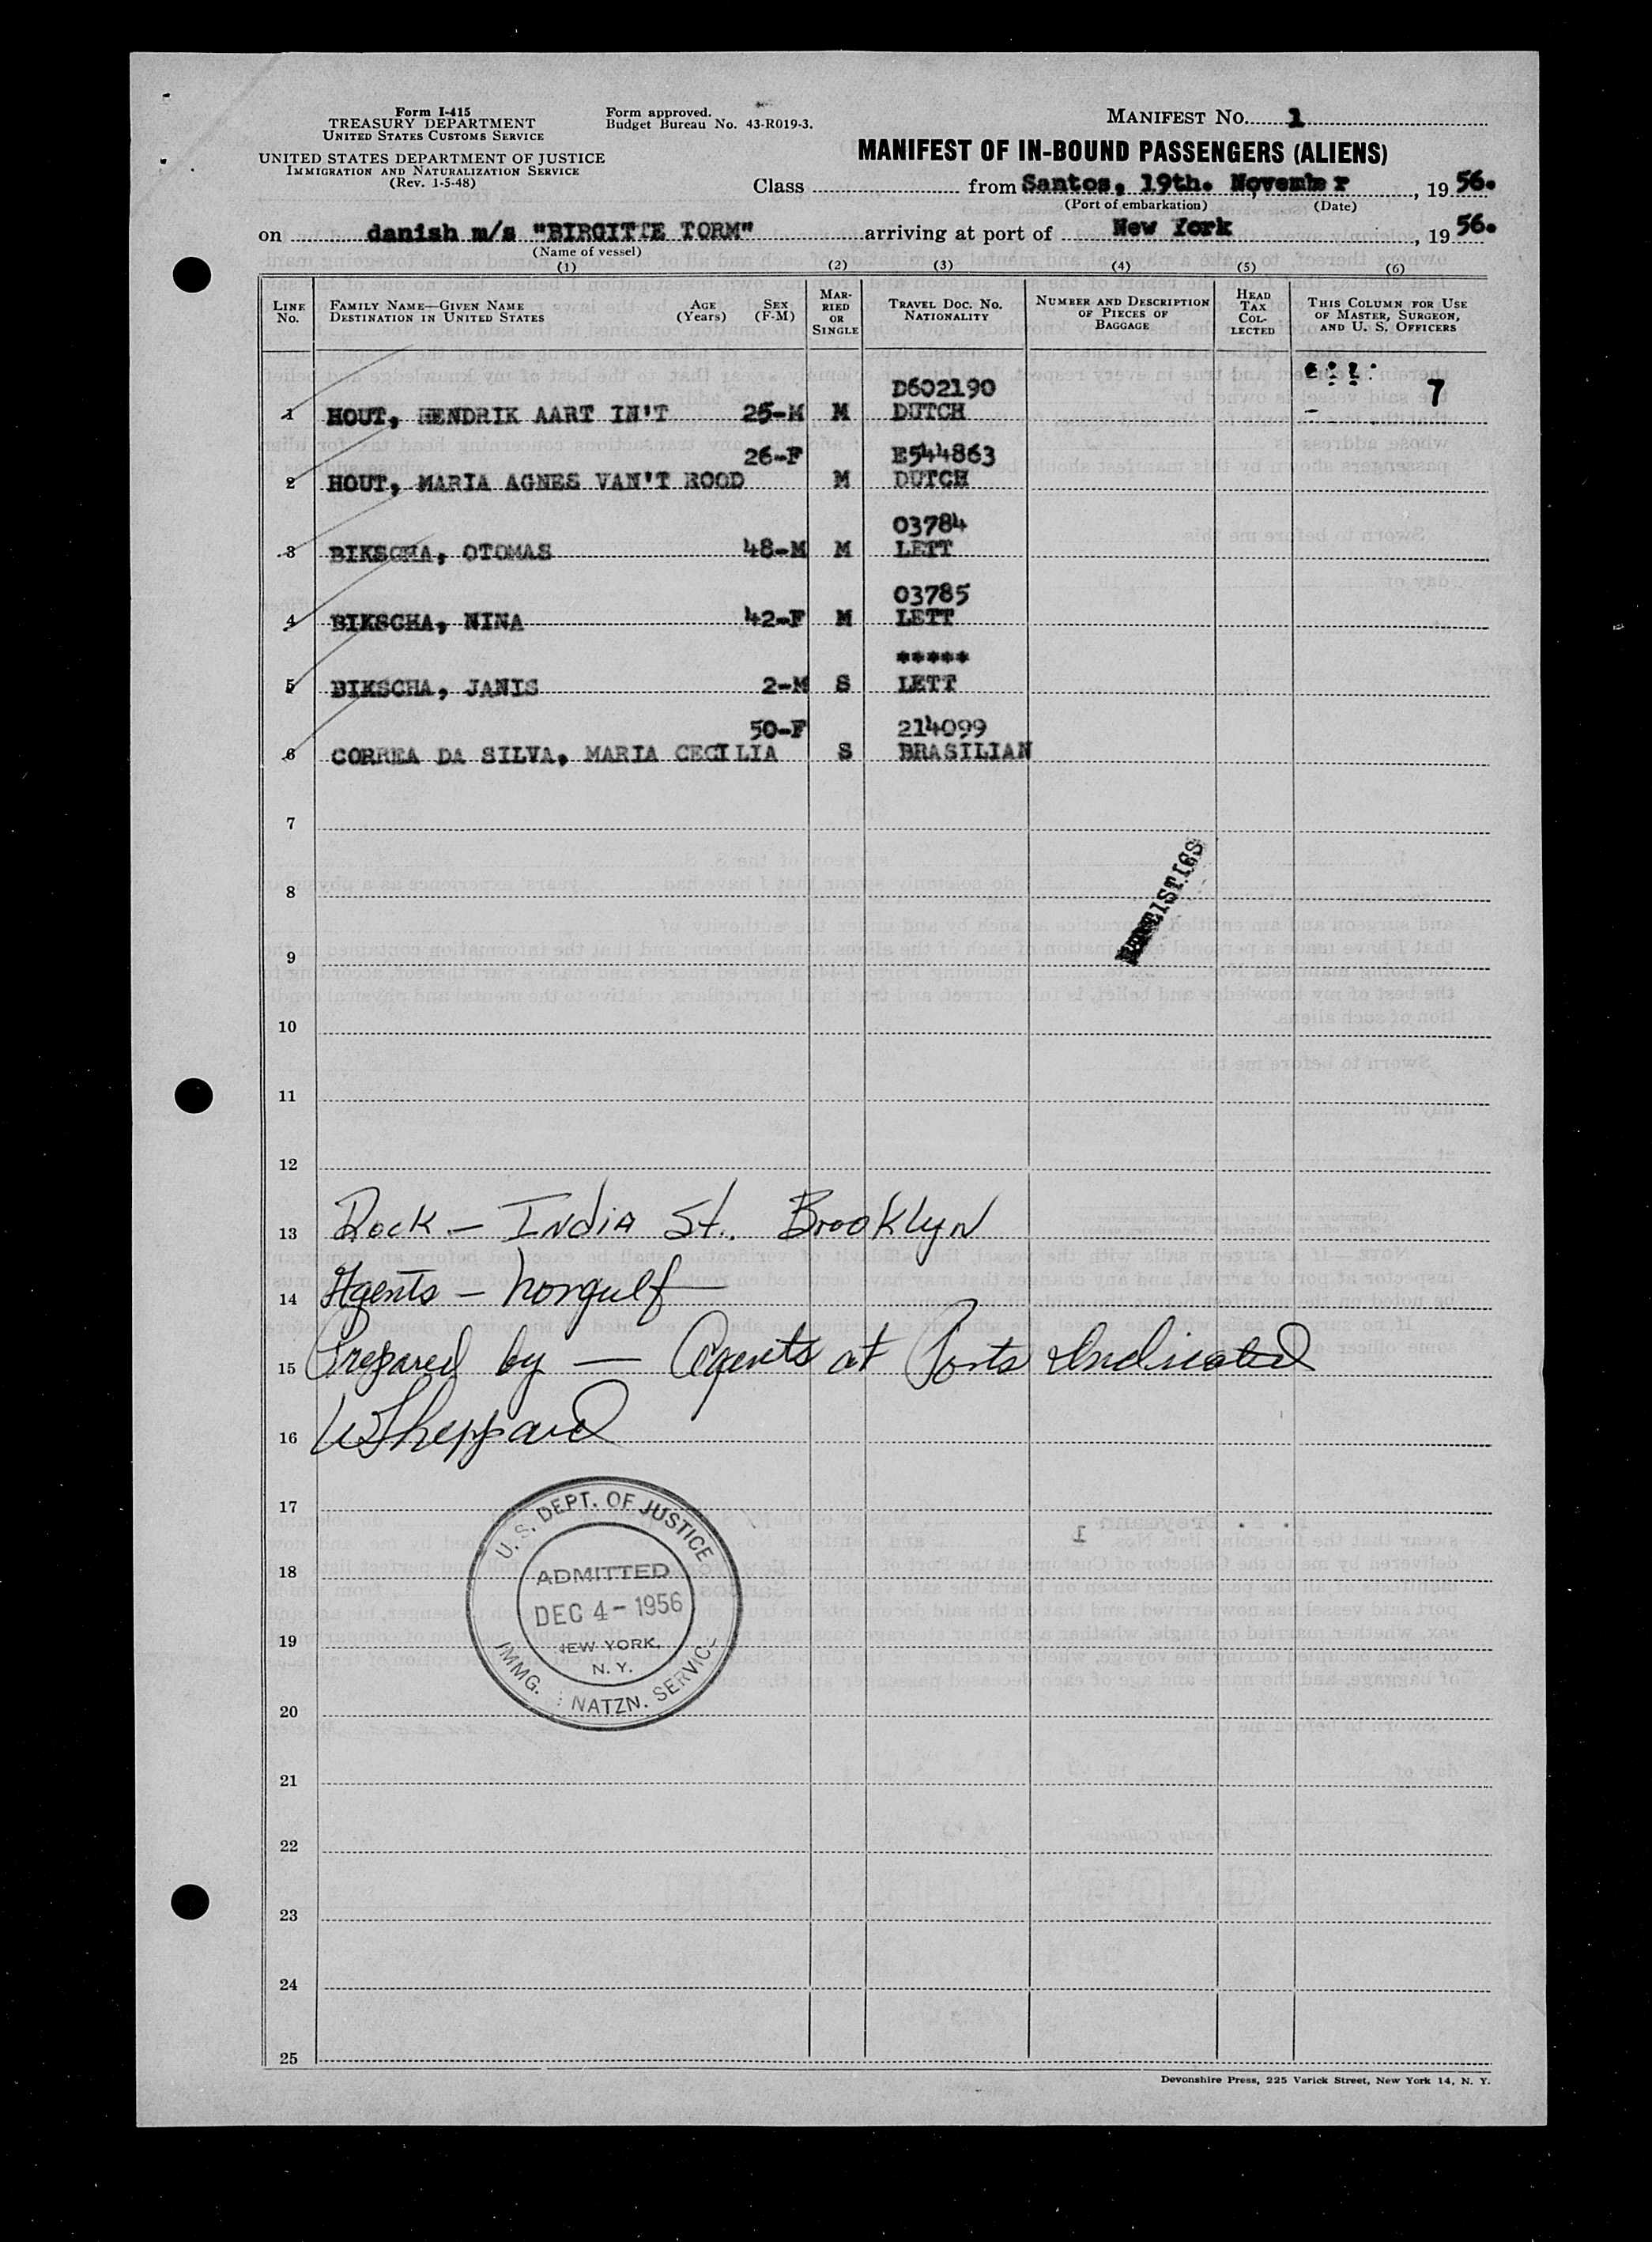 Form I-415
TREASURY DEPARTMENT
UNITED STATES CUSTOMS SERVICE
UNITED STATES DEPARTMENT OF JUSTICE
IMMIGRATION AND NATURALIZATION SERVICE
(Rev. 1-5-48)
Form approved.
Budget Bureau No. 43-R019-3.
MANIFEST NO. 1
MANIFEST OF IN-BOUND PASSENGERS (ALIENS)
Class from Santos, 19th. November, 1956.
(Port of embarkation) (Date)
on danish m/s "BIRGITTE TORM" arriving at port of New York, 1956.
(Name of vessel)
(1) (2) (3) (4) (5) (6)
LINE No. FAMILY NAME—GIVEN NAME DESTINATION IN UNITED STATES AGE (Years) SEX (F-M) MARRIED OR SINGLE TRAVEL DOC. NO. NATIONALITY NUMBER AND DESCRIPTION OF PIECES OF BAGGAGE HEAD TAX COLLECTED THIS COLUMN FOR USE OF MASTER, SURGEON, AND U. S. OFFICERS
D602190 7
1 HOUT, HENDRIK AART IN'T 25-M M DUTCH
26-F E544863
2 HOUT, MARIA AGNES VAN'T ROOD M DUTCH
03784
3 BIKSCHA, OTOMAS 48-M M LETT
03785
4 BIKSCHA, NINA 42-F M LETT
*****
5 BIKSCHA, JANIS 2-M S LETT
50-F 214099
6 CORREA DA SILVA, MARIA CECILIA S BRASILIAN
7
8
9
10
11
12
13 Dock – India St. Brooklyn
14 Agents – Norgulf
15 Prepared by – Agents at Ports Indicated
16 W Sheppard
17
18
19
20
21
22
23
24
25
U. S. DEPT. OF JUSTICE
ADMITTED
DEC 4 - 1956
NEW YORK,
N. Y.
IMMG. NATZN. SERVICE
Devonshire Press, 225 Varick Street, New York 14, N. Y.